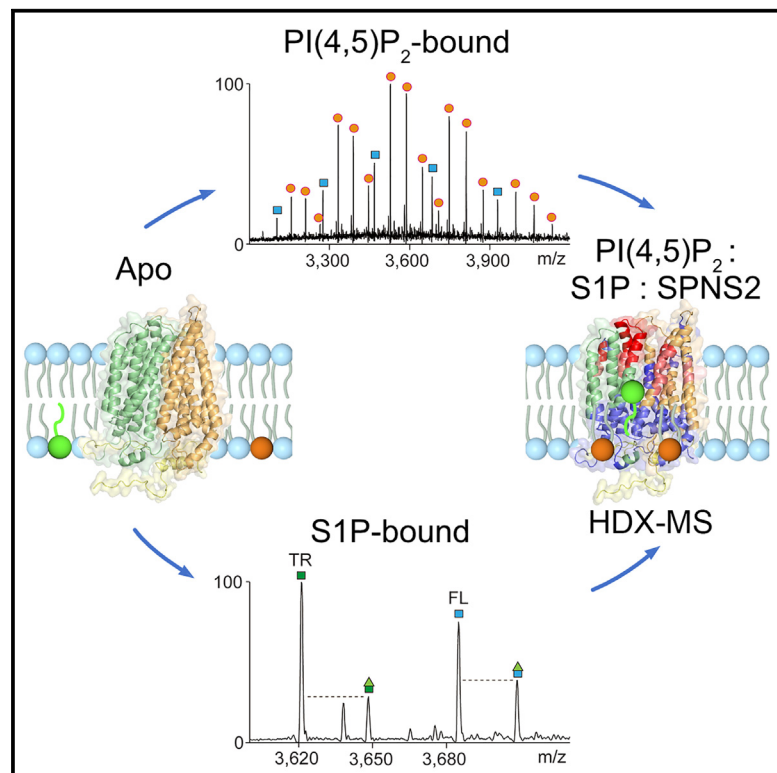 PI(4,5)P₂-bound
100
0
3,300
3,600
3,900
m/z
Apo
PI(4,5)P₂ :
S1P : SPNS2
HDX-MS
S1P-bound
TR
FL
100
0
3,620
3,650
3,680
m/z